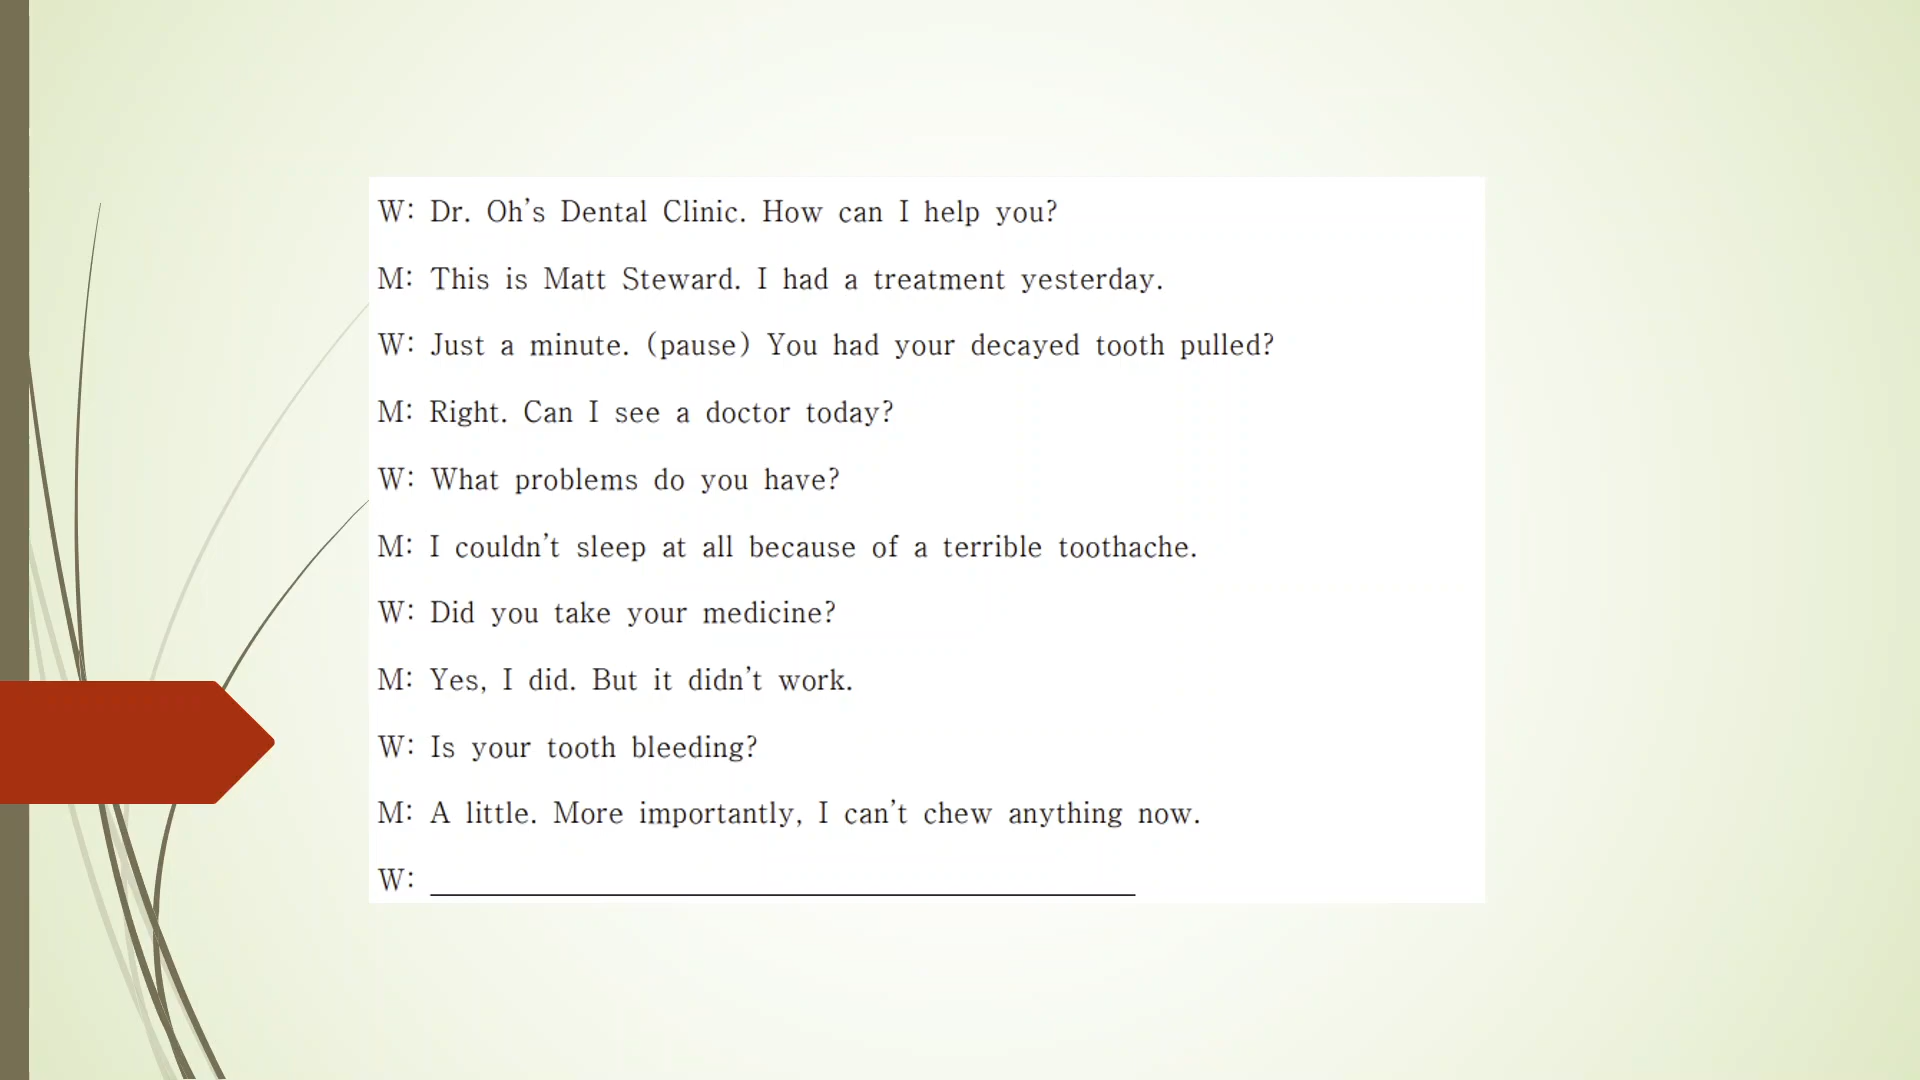 W: Dr. Oh's Dental Clinic. How can I help you?
M: This is Matt Steward. I had a treatment yesterday.
W: Just a minute. (pause) You had your decayed tooth pulled?
M: Right. Can I see a doctor today?
W: What problems do you have?
M: I couldn't sleep at all because of a terrible toothache.
W: Did you take your medicine?
M: Yes, I did. But it didn't work.
W: Is your tooth bleeding?
M: A little. More importantly, I can't chew anything now.
W: